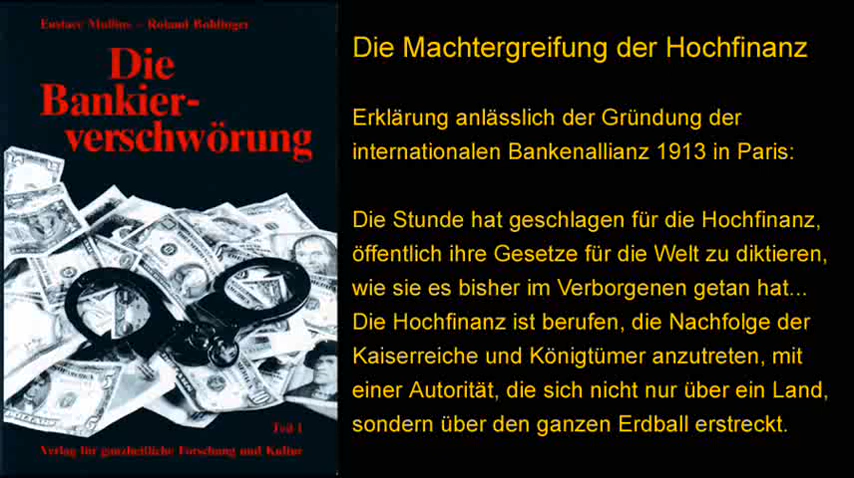 Eustace Mullins – Roland Bohlinger
Die
Bankier-
verschwörung
Teil I
Verlag für ganzheitliche Forschung und Kultur
Die Machtergreifung der Hochfinanz
Erklärung anlässlich der Gründung der
internationalen Bankenallianz 1913 in Paris:
Die Stunde hat geschlagen für die Hochfinanz,
öffentlich ihre Gesetze für die Welt zu diktieren,
wie sie es bisher im Verborgenen getan hat...
Die Hochfinanz ist berufen, die Nachfolge der
Kaiserreiche und Königtümer anzutreten, mit
einer Autorität, die sich nicht nur über ein Land,
sondern über den ganzen Erdball erstreckt.